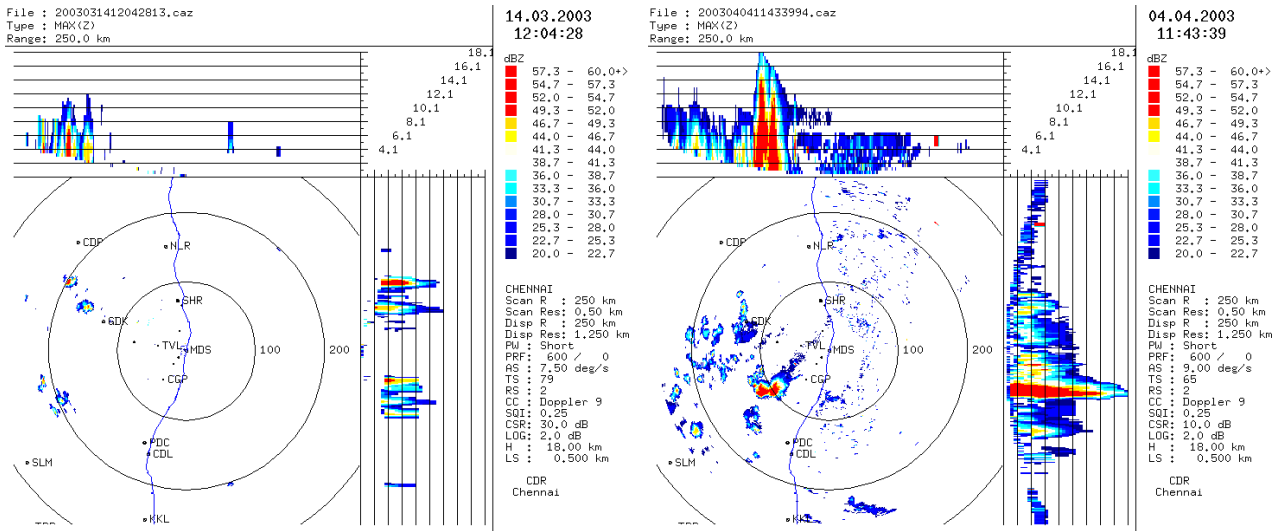 File : 2003031412042813.caz
Type : MAX(Z)
Range: 250.0 km
18.1
16.1
14.1
12.1
10.1
8.1
6.1
4.1
CDP
NLR
SHR
GDK
TVL
MDS
100
200
CGP
PDC
CDL
SLM
KKL
14.03.2003
12:04:28
dBZ
57.3 - 60.0+>
54.7 - 57.3
52.0 - 54.7
49.3 - 52.0
46.7 - 49.3
44.0 - 46.7
41.3 - 44.0
38.7 - 41.3
36.0 - 38.7
33.3 - 36.0
30.7 - 33.3
28.0 - 30.7
25.3 - 28.0
22.7 - 25.3
20.0 - 22.7
CHENNAI
Scan R : 250 km
Scan Res: 0.50 km
Disp R : 250 km
Disp Res: 1.250 km
PW : Short
PRF: 600 / 0
AS : 7.50 deg/s
TS : 79
RS : 2
CC : Doppler 9
SQI: 0.25
CSR: 30.0 dB
LOG: 2.0 dB
H : 18.00 km
LS : 0.500 km
CDR
Chennai
File : 2003040411433994.caz
Type : MAX(Z)
Range: 250.0 km
18.1
16.1
14.1
12.1
10.1
8.1
6.1
4.1
CDP
NLR
SHR
GDK
TVL
MDS
100
200
CGP
PDC
CDL
SLM
04.04.2003
11:43:39
dBZ
57.3 - 60.0+>
54.7 - 57.3
52.0 - 54.7
49.3 - 52.0
46.7 - 49.3
44.0 - 46.7
41.3 - 44.0
38.7 - 41.3
36.0 - 38.7
33.3 - 36.0
30.7 - 33.3
28.0 - 30.7
25.3 - 28.0
22.7 - 25.3
20.0 - 22.7
CHENNAI
Scan R : 250 km
Scan Res: 0.50 km
Disp R : 250 km
Disp Res: 1.250 km
PW : Short
PRF: 600 / 0
AS : 9.00 deg/s
TS : 65
RS : 2
CC : Doppler 9
SQI: 0.25
CSR: 10.0 dB
LOG: 2.0 dB
H : 18.00 km
LS : 0.500 km
CDR
Chennai